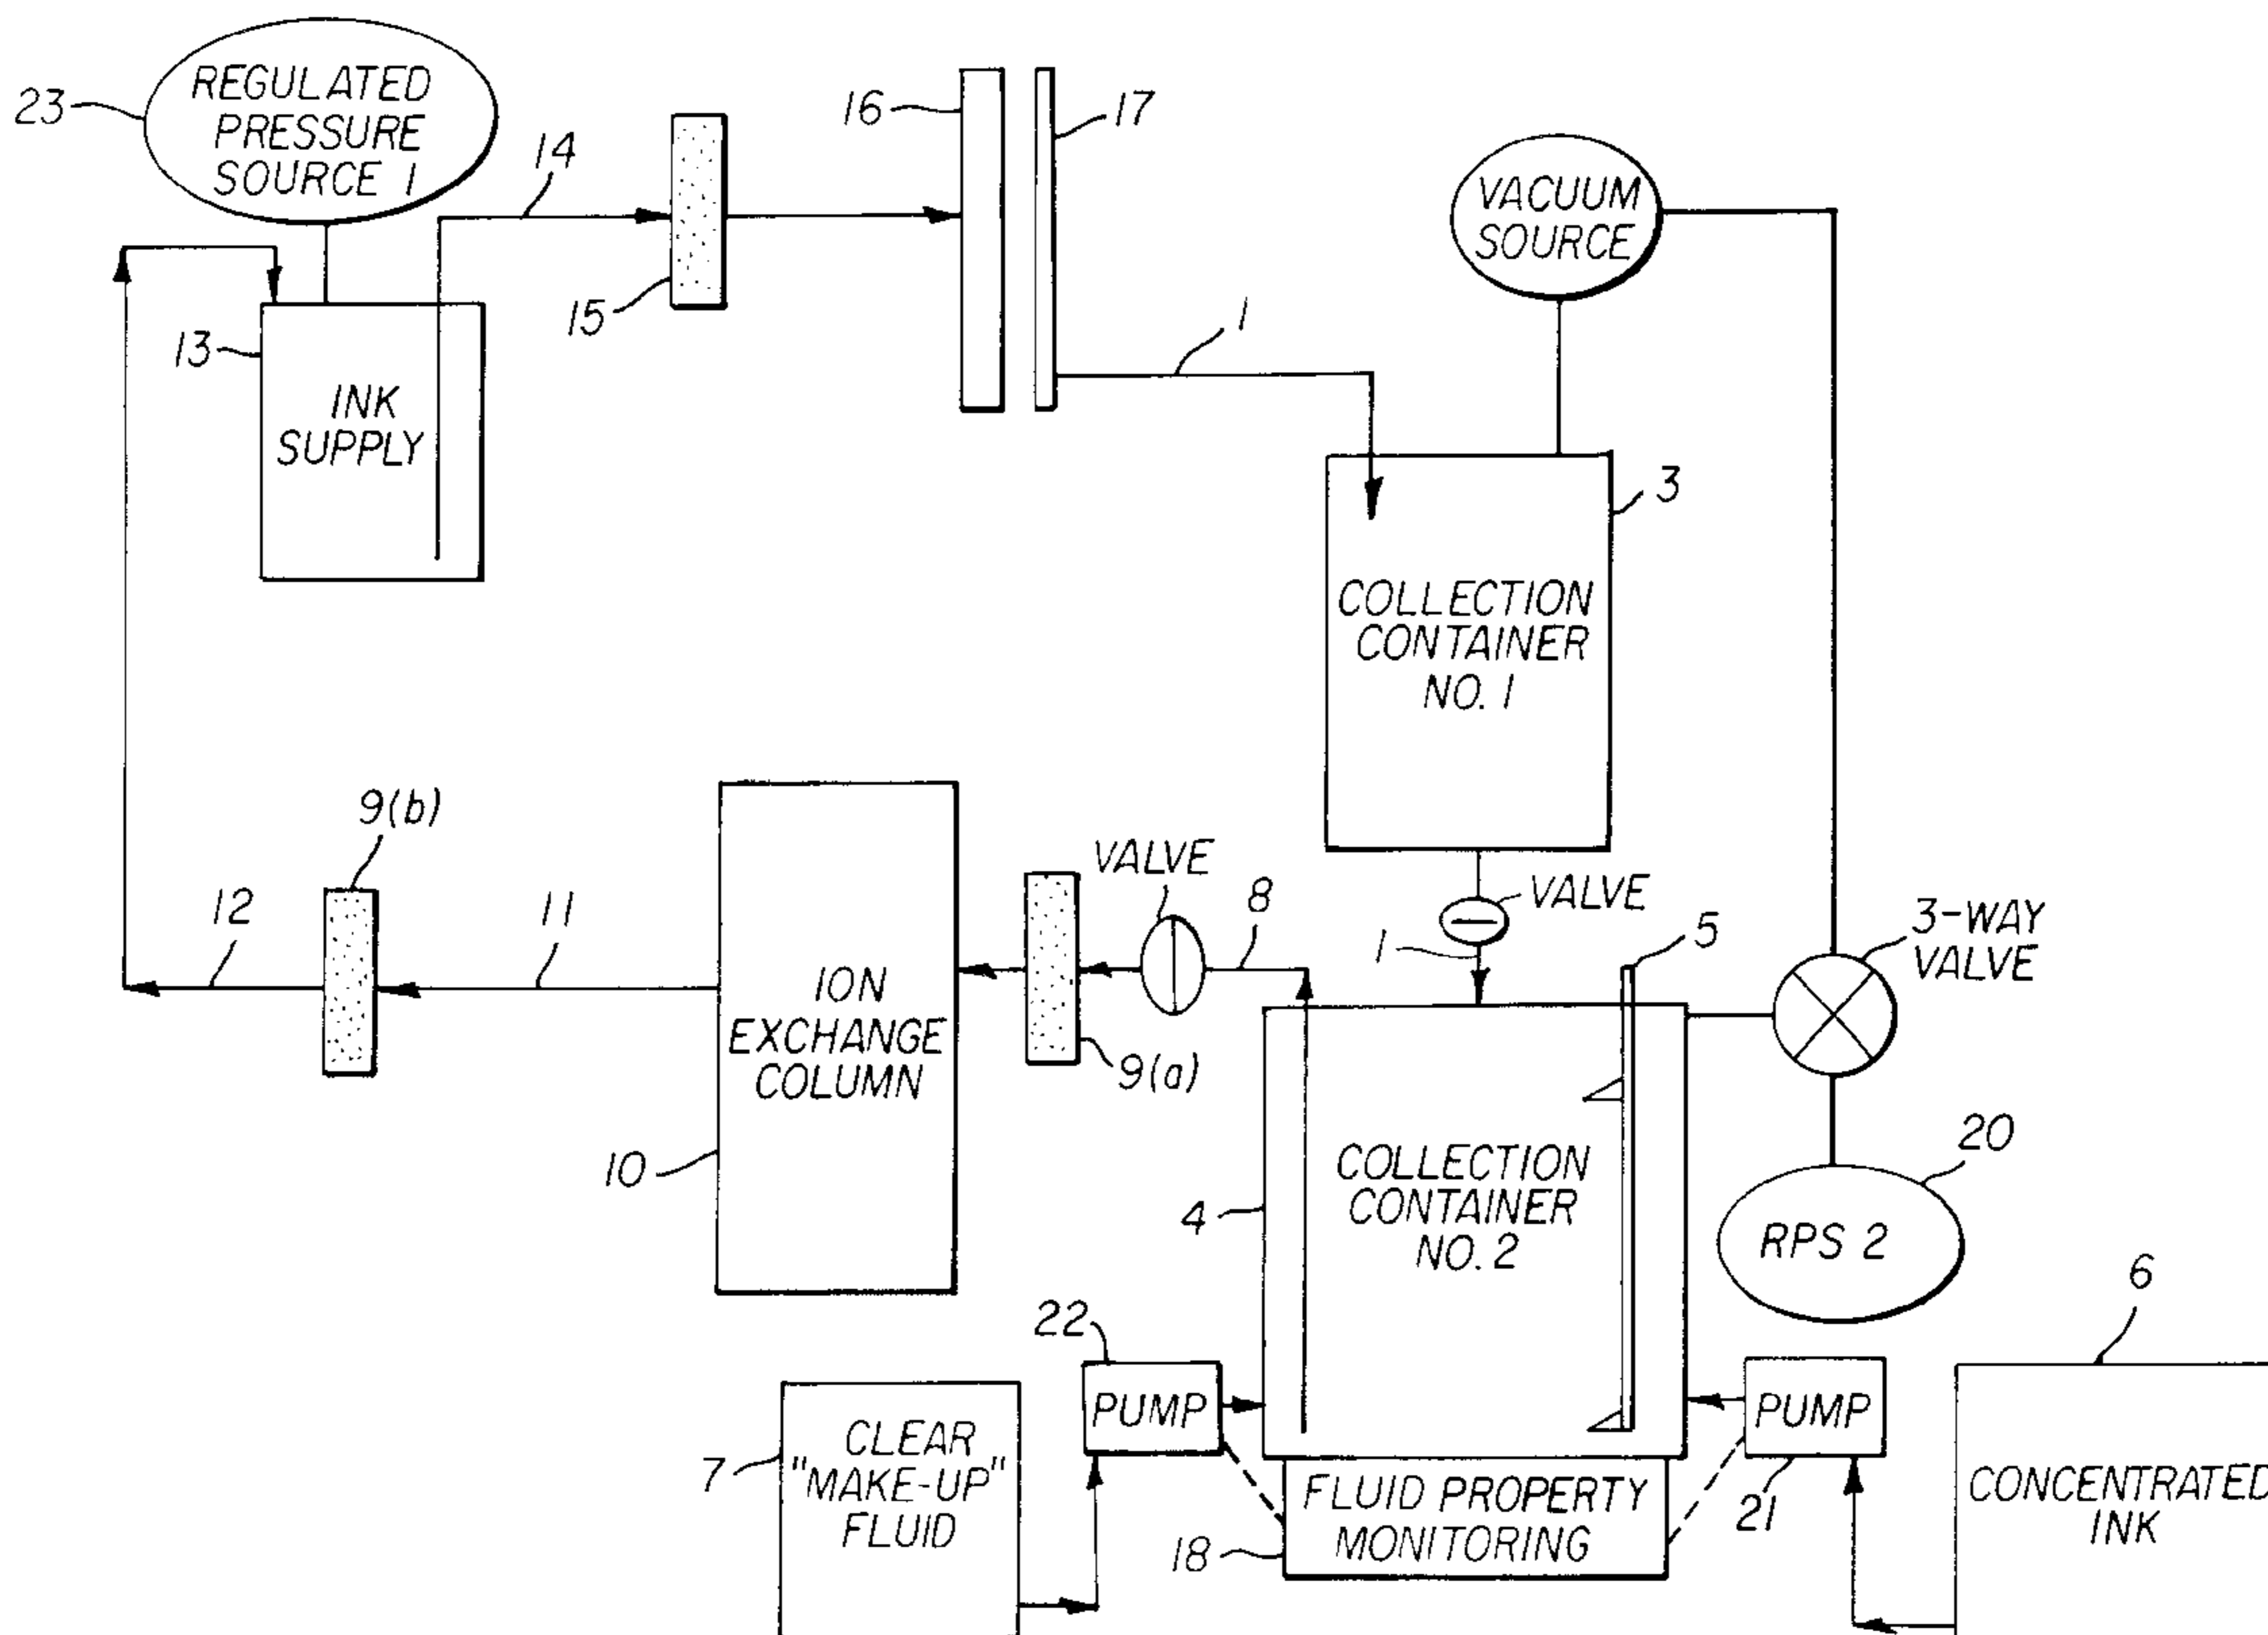 REGULATED
PRESSURE
SOURCE 1
23
14
16
17
15
13
INK
SUPPLY
VACUUM
SOURCE
1
3
COLLECTION
CONTAINER
NO. 1
9(b)
12
11
10
ION
EXCHANGE
COLUMN
VALVE
8
9(a)
VALVE
1
5
3-WAY
VALVE
4
COLLECTION
CONTAINER
NO. 2
20
RPS 2
6
22
PUMP
PUMP
21
7
CLEAR
"MAKE-UP"
FLUID
FLUID PROPERTY
MONITORING
18
CONCENTRATED
INK